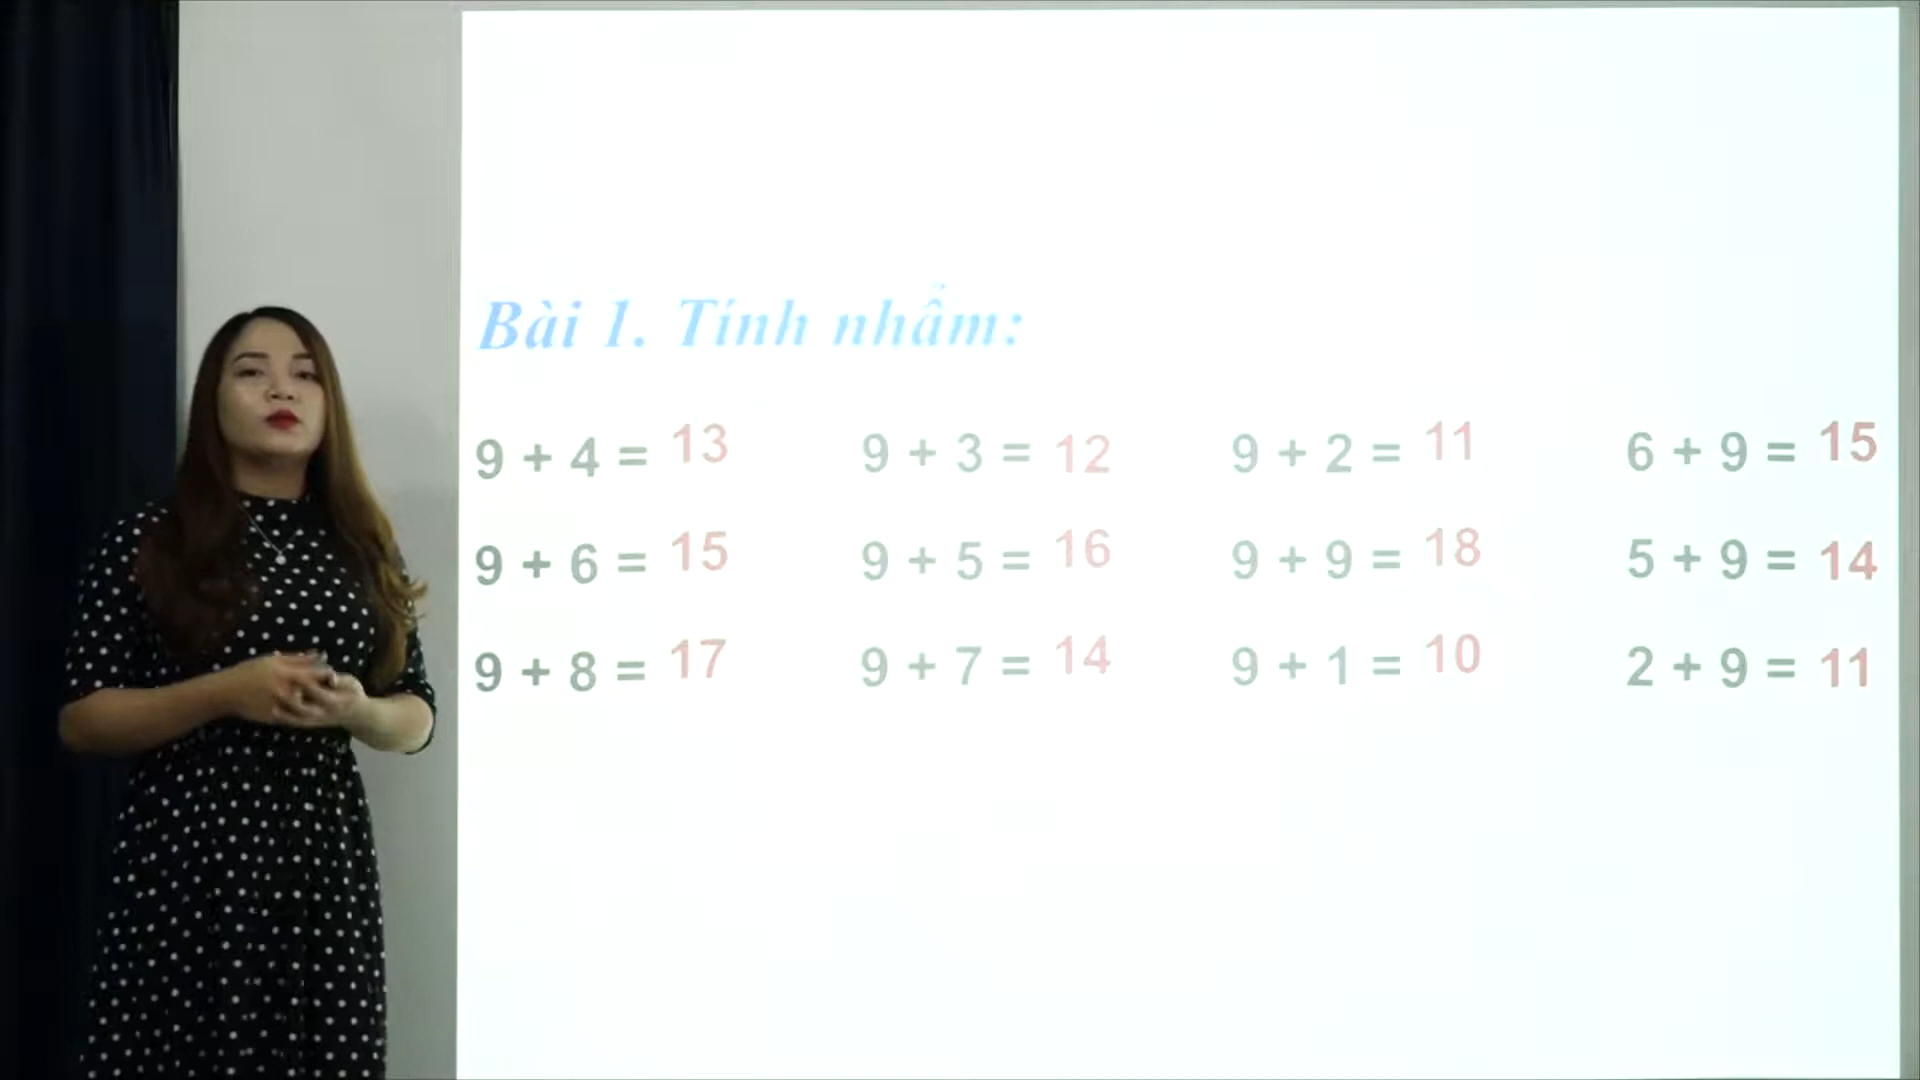 Bài 1. Tính nhẩm:
9 + 4 = 13 9 + 3 = 12 9 + 2 = 11 6 + 9 = 15
9 + 6 = 15 9 + 5 = 16 9 + 9 = 18 5 + 9 = 14
9 + 8 = 17 9 + 7 = 14 9 + 1 = 10 2 + 9 = 11